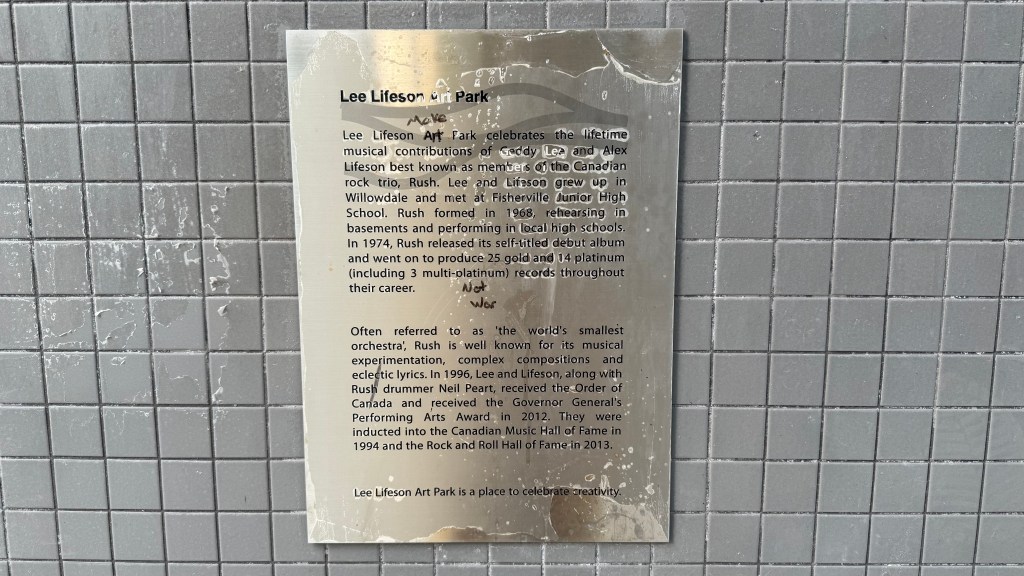 Lee Lifeson Art Park
Make
Lee Lifeson Art Park celebrates the lifetime
musical contributions of Geddy Lee and Alex
Lifeson best known as members of the Canadian
rock trio, Rush. Lee and Lifeson grew up in
Willowdale and met at Fisherville Junior High
School. Rush formed in 1968, rehearsing in
basements and performing in local high schools.
In 1974, Rush released its self-titled debut album
and went on to produce 25 gold and 14 platinum
(including 3 multi-platinum) records throughout
their career.
Not
War
Often referred to as 'the world's smallest
orchestra', Rush is well known for its musical
experimentation, complex compositions and
eclectic lyrics. In 1996, Lee and Lifeson, along with
Rush drummer Neil Peart, received the Order of
Canada and received the Governor General's
Performing Arts Award in 2012. They were
inducted into the Canadian Music Hall of Fame in
1994 and the Rock and Roll Hall of Fame in 2013.
Lee Lifeson Art Park is a place to celebrate creativity.